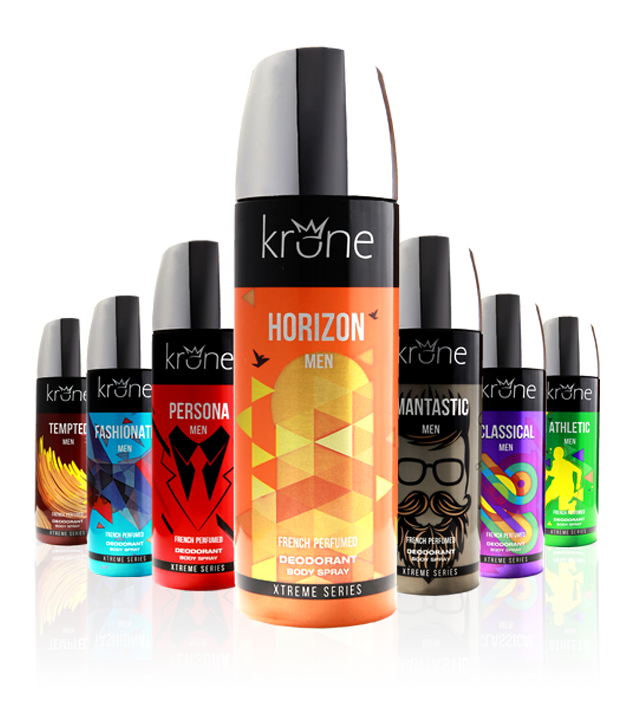 krone
HORIZON
MEN
FRENCH PERFUMED
DEODORANT
BODY SPRAY
XTREME SERIES
krone
TEMPTED
MEN
FRENCH PERFUMED
DEODORANT
BODY SPRAY
XTREME SERIES
krone
FASHIONAT
MEN
FRENCH PERFUMED
DEODORANT
BODY SPRAY
XTREME SERIES
krone
PERSONA
MEN
FRENCH PERFUMED
DEODORANT
BODY SPRAY
XTREME SERIES
krone
MANTASTIC
MEN
FRENCH PERFUMED
DEODORANT
BODY SPRAY
XTREME SERIES
krone
CLASSICAL
MEN
FRENCH PERFUMED
DEODORANT
BODY SPRAY
XTREME SERIES
krone
ATHLETIC
MEN
FRENCH PERFUMED
DEODORANT
BODY SPRAY
XTREME SERIES